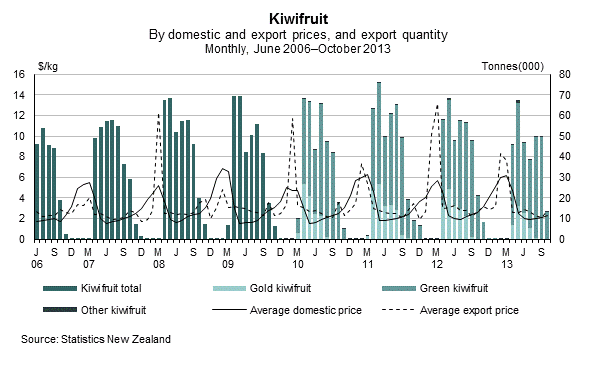 Kiwifruit
By domestic and export prices, and export quantity
Monthly, June 2006–October 2013
$/kg Tonnes(000)
16 80
14 70
12 60
10 50
8 40
6 30
4 20
2 10
0 0
J S D M J S D M J S D M J S D M J S D M J S D M J S D M J S
06 07 08 09 10 11 12 13
Kiwifruit total Gold kiwifruit Green kiwifruit
Other kiwifruit Average domestic price Average export price
Source: Statistics New Zealand